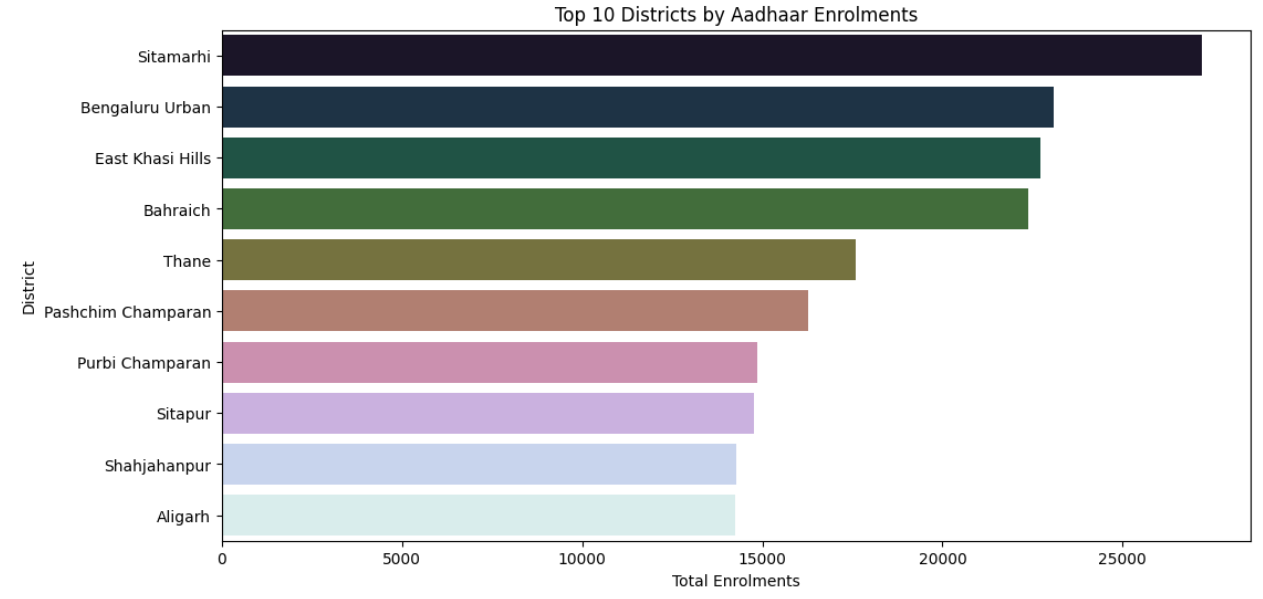 Top 10 Districts by Aadhaar Enrolments
District
Sitamarhi
Bengaluru Urban
East Khasi Hills
Bahraich
Thane
Pashchim Champaran
Purbi Champaran
Sitapur
Shahjahanpur
Aligarh
0 5000 10000 15000 20000 25000
Total Enrolments